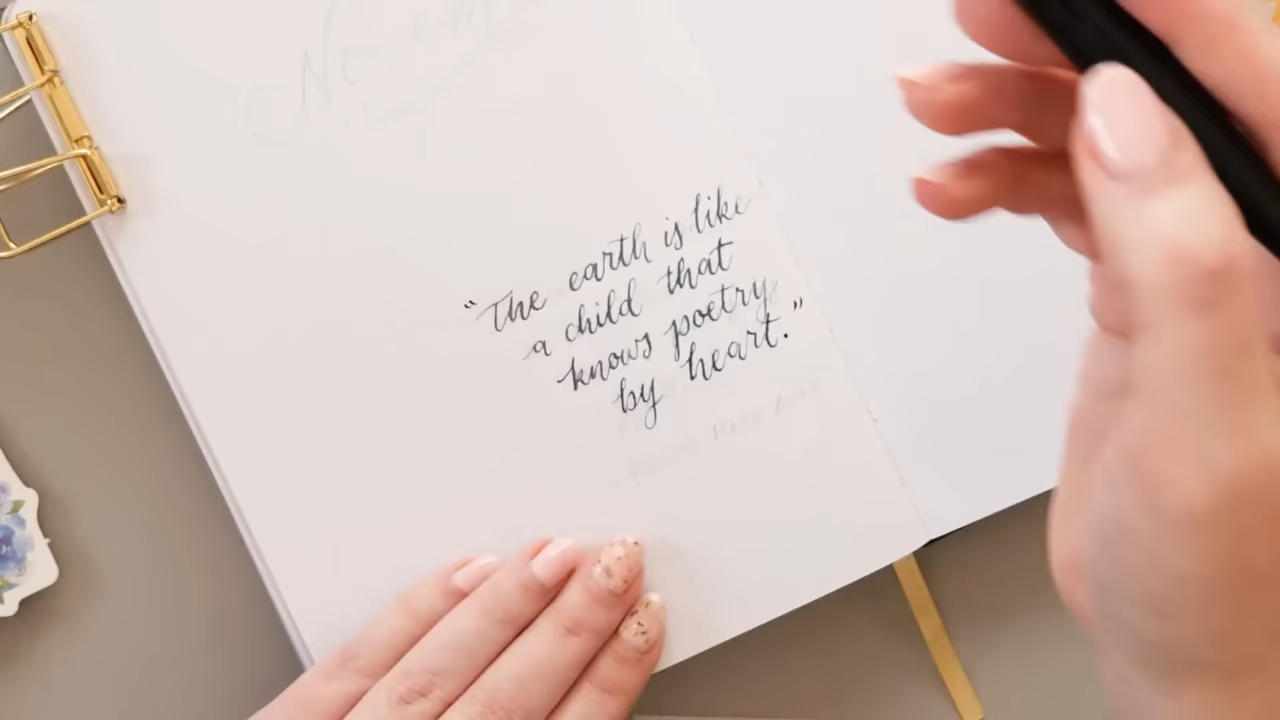 “The earth is like
a child that
knows poetry
by heart.”